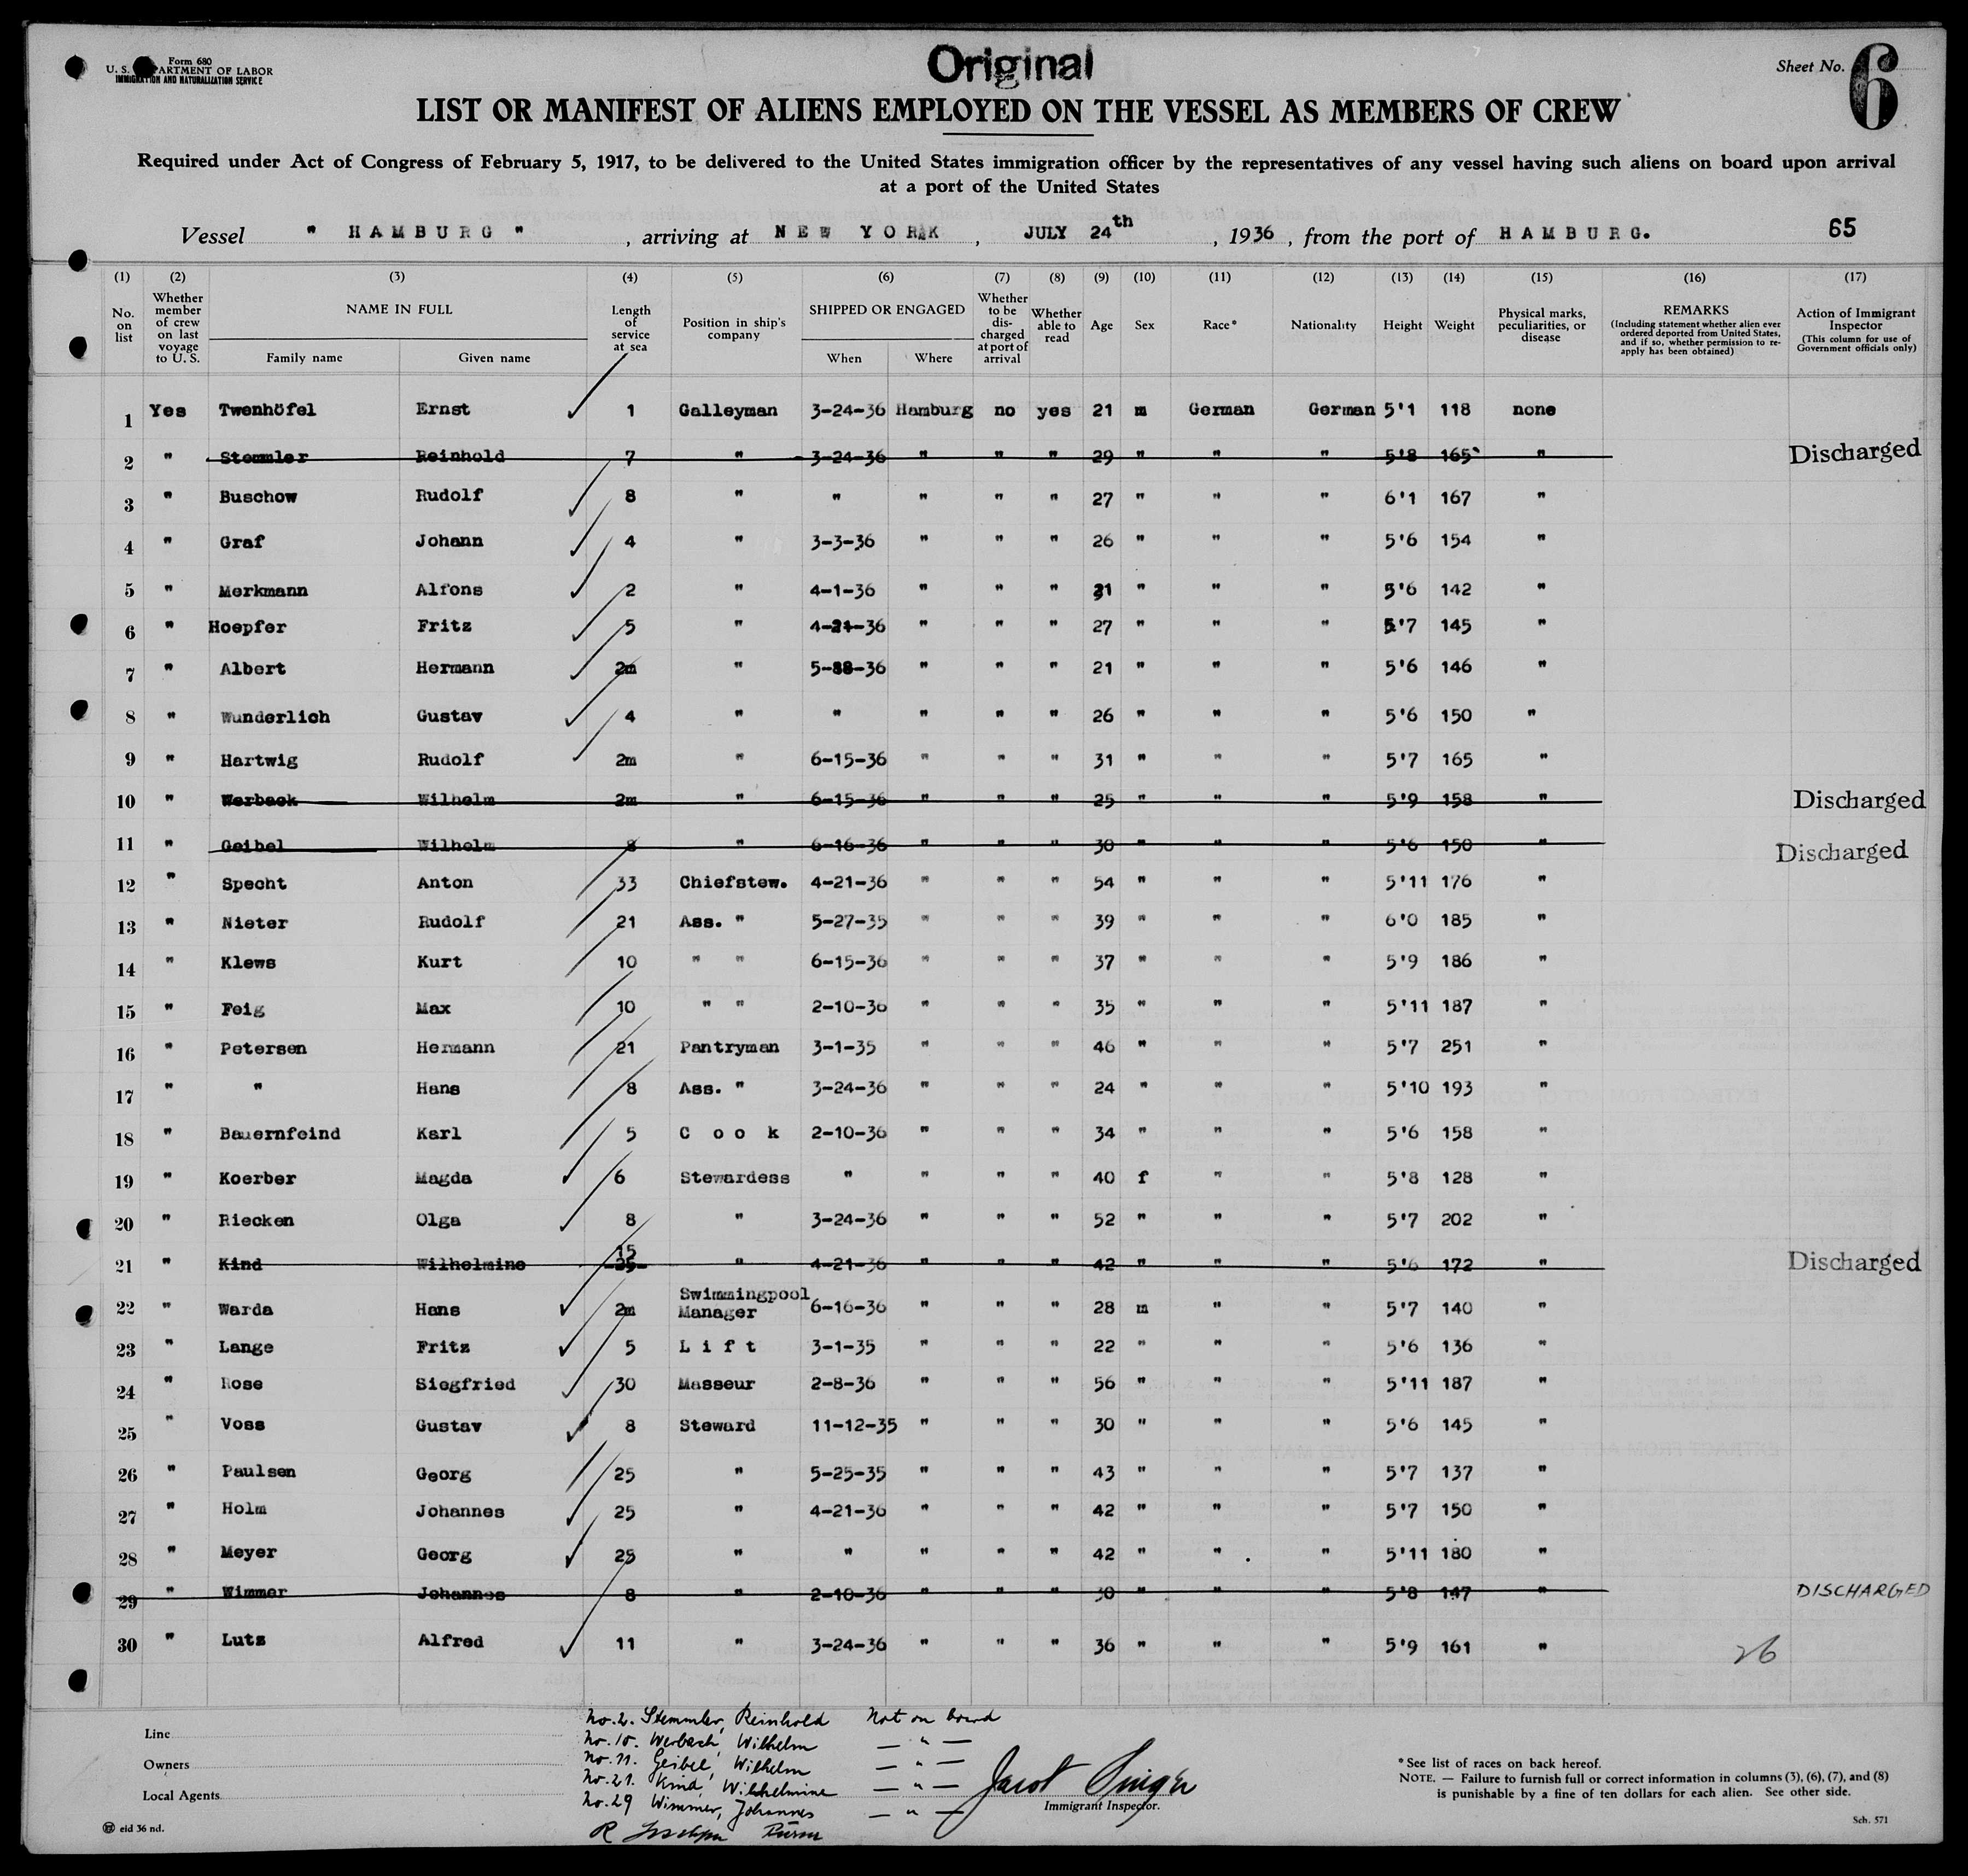 Form 680
U. S. DEPARTMENT OF LABOR
IMMIGRATION AND NATURALIZATION SERVICE
Original
Sheet No. 6
LIST OR MANIFEST OF ALIENS EMPLOYED ON THE VESSEL AS MEMBERS OF CREW
Required under Act of Congress of February 5, 1917, to be delivered to the United States immigration officer by the representatives of any vessel having such aliens on board upon arrival
at a port of the United States
Vessel " HAMBURG ", arriving at NEW YORK, JULY 24th, 1936, from the port of HAMBURG. 65
(1) (2) (3) (4) (5) (6) (7) (8) (9) (10) (11) (12) (13) (14) (15) (16) (17)
No. on list
Whether member of crew on last voyage to U. S.
NAME IN FULL
Family name Given name
Length of service at sea
Position in ship's company
SHIPPED OR ENGAGED
When Where
Whether to be discharged at port of arrival
Whether able to read
Age
Sex
Race*
Nationality
Height
Weight
Physical marks, peculiarities, or disease
REMARKS
(Including statement whether alien ever ordered deported from United States, and if so, whether permission to reapply has been obtained)
Action of Immigrant Inspector
(This column for use of Government officials only)
1 Yes Twenhöfel Ernst 1 Galleyman 3-24-36 Hamburg no yes 21 m German German 5'1 118 none
2 " Stemmler Reinhold 7 " 3-24-36 " " " 29 " " " 5'8 165 " Discharged
3 " Buschow Rudolf 8 " " " " " 27 " " " 6'1 167 "
4 " Graf Johann 4 " 3-3-36 " " " 26 " " " 5'6 154 "
5 " Merkmann Alfons 2 " 4-1-36 " " " " " " 5'6 142 "
6 " Hoepfer Fritz 5 " 4-21-36 " " " 27 " " " 5'7 145 "
7 " Albert Hermann 2m " " " " 21 " " " 5'6 146 "
8 " Wunderlich Gustav 4 " " " " " 26 " " " 5'6 150 "
9 " Hartwig Rudolf 2m " 6-15-36 " " " 31 " " " 5'7 165 "
10 " Werback Wilhelm 2m " 6-15-36 " " " 25 " " " 5'9 158 " Discharged
11 " Geibel Wilhelm 8 " 6-16-36 " " " 30 " " " 5'6 150 " Discharged
12 " Specht Anton 33 Chiefstew. 4-21-36 " " " 54 " " " 5'11 176 "
13 " Nieter Rudolf 21 Ass. " 5-27-35 " " " 39 " " " 6'0 185 "
14 " Klews Kurt 10 " " 6-15-36 " " " 37 " " " 5'9 186 "
15 " Feig Max 10 " " 2-10-36 " " " 35 " " " 5'11 187 "
16 " Petersen Hermann 21 Pantryman 3-1-35 " " " 46 " " " 5'7 251 "
17 " " Hans 8 Ass. " 3-24-36 " " " 24 " " " 5'10 193 "
18 " Bauernfeind Karl 5 Cook 2-10-36 " " " 34 " " " 5'6 158 "
19 " Koerber Magda 6 Stewardess " " " " 40 f " " 5'8 128 "
20 " Riecken Olga 8 " 3-24-36 " " " 52 " " " 5'7 202 "
21 " Kind Wilhelmine 15 25 " 4-21-36 " " " 42 " " " 5'6 172 " Discharged
22 " Warda Hans 2m Swimmingpool Manager 6-16-36 " " " 28 m " " 5'7 140 "
23 " Lange Fritz 5 Lift 3-1-35 " " " 22 " " " 5'6 136 "
24 " Rose Siegfried 30 Masseur 2-8-36 " " " 56 " " " 5'11 187 "
25 " Voss Gustav 8 Steward 11-12-35 " " " 30 " " " 5'6 145 "
26 " Paulsen Georg 25 " 5-25-35 " " " 43 " " " 5'7 137 "
27 " Holm Johannes 25 " 4-21-36 " " " 42 " " " 5'7 150 "
28 " Meyer Georg 25 " " " " " 42 " " " 5'11 180 "
29 " Wimmer Johannes 8 " 2-10-36 " " " 30 " " " 5'8 147 " DISCHARGED
30 " Lutz Alfred 11 " 3-24-36 " " " 36 " " " 5'9 161 "
26
Line
Owners
Local Agents
No. 2. Stemmler, Reinhold Not on board
No. 10. Werbach, Wilhelm — " —
No. 11. Geibel, Wilhelm — " —
No. 21. Kind, Wilhelmine — " —
No. 29 Wimmer, Johannes — " —
Immigrant Inspector.
*See list of races on back hereof.
NOTE. — Failure to furnish full or correct information in columns (3), (6), (7), and (8)
is punishable by a fine of ten dollars for each alien. See other side.
eid 36 nd.
Sch. 571